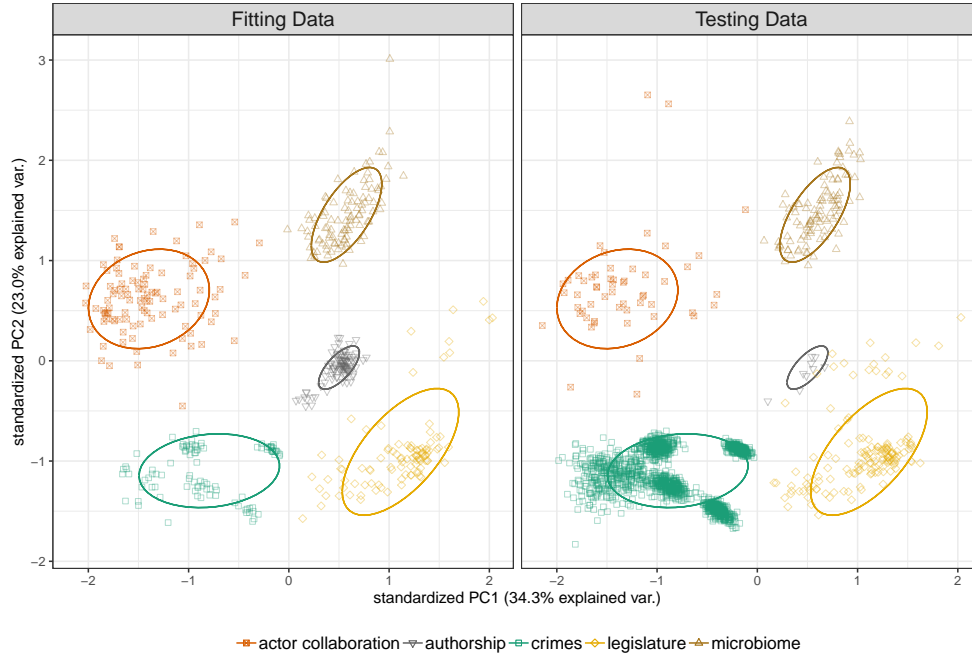 Fitting Data
Testing Data
standardized PC2 (23.0% explained var.)
3
2
1
0
−1
−2
−2 −1 0 1 2
−2 −1 0 1 2
standardized PC1 (34.3% explained var.)
actor collaboration authorship crimes legislature microbiome